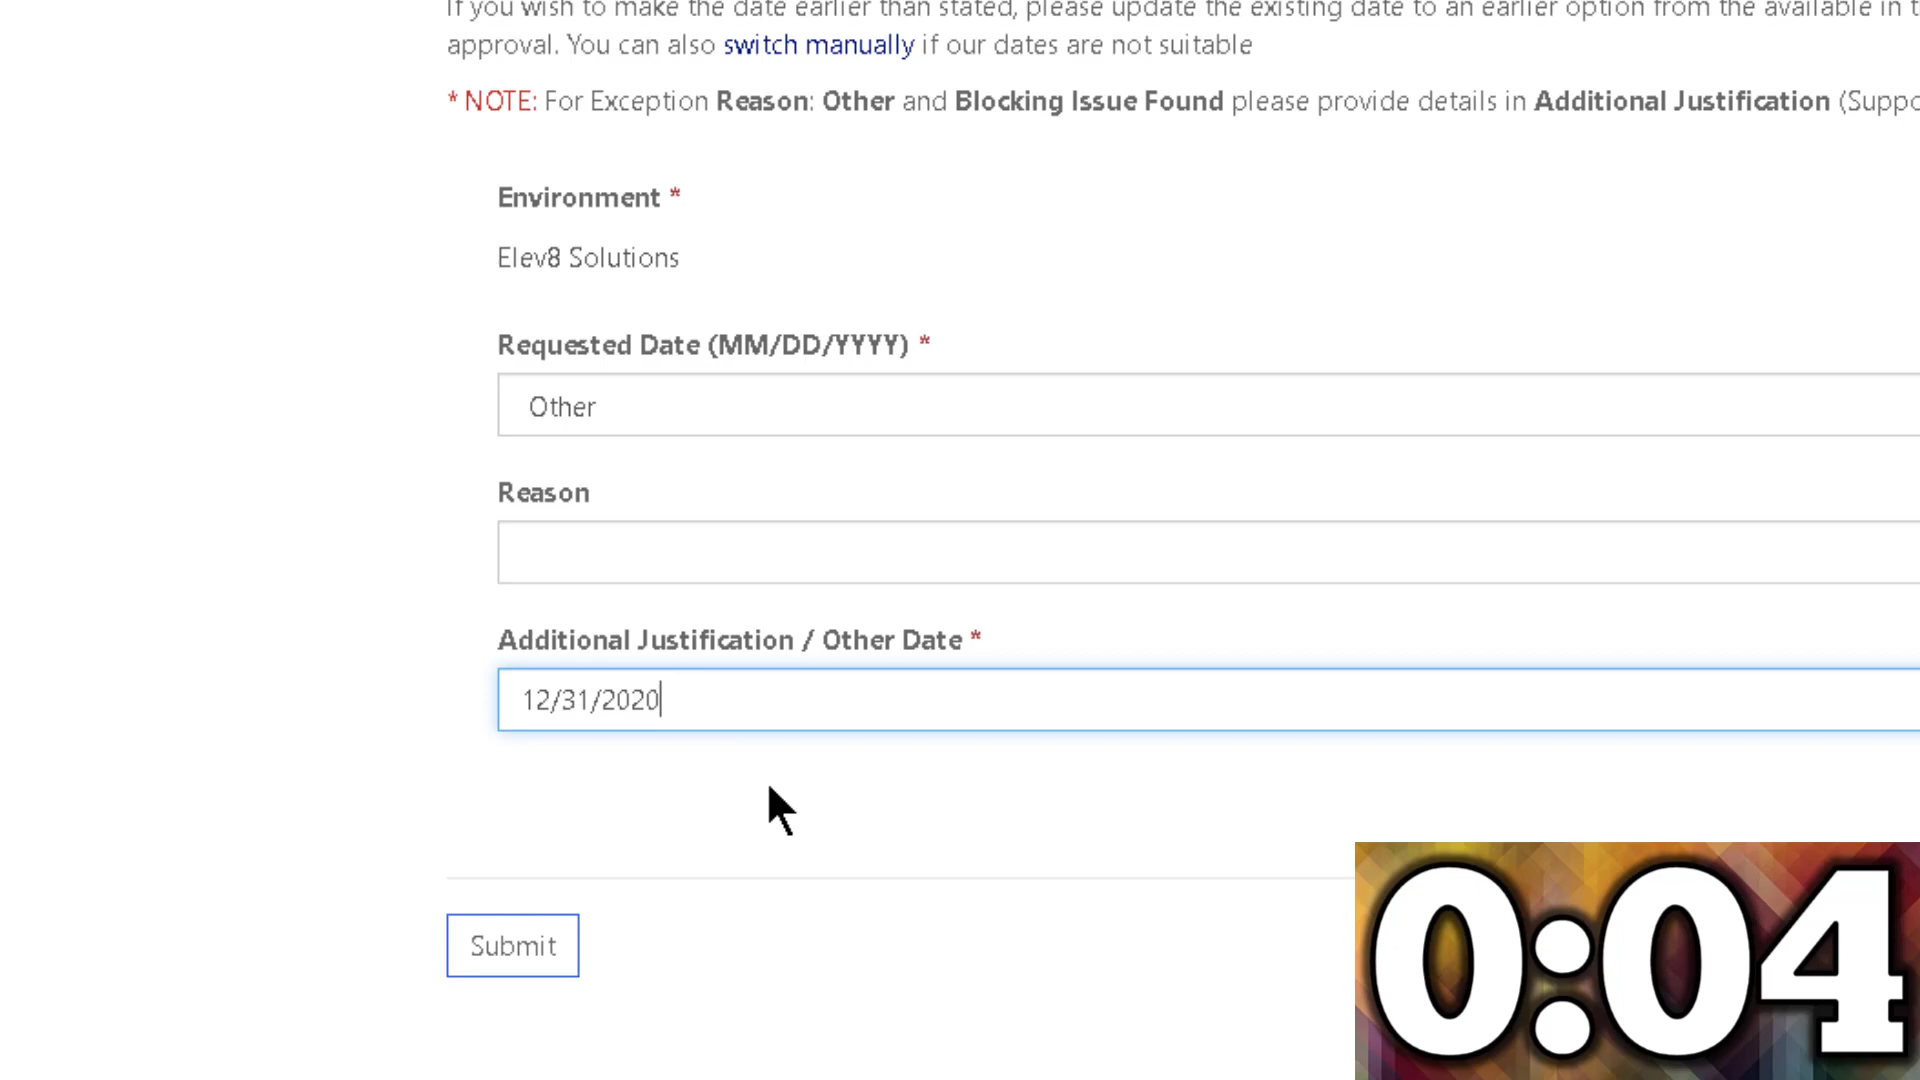 If you wish to make the date earlier than stated, please update the existing date to an earlier option from the available in
approval. You can also switch manually if our dates are not suitable
* NOTE: For Exception Reason: Other and Blocking Issue Found please provide details in Additional Justification (Suppo
Environment *
Elev8 Solutions
Requested Date (MM/DD/YYYY) *
Other
Reason
Additional Justification / Other Date *
12/31/2020
Submit
0:04